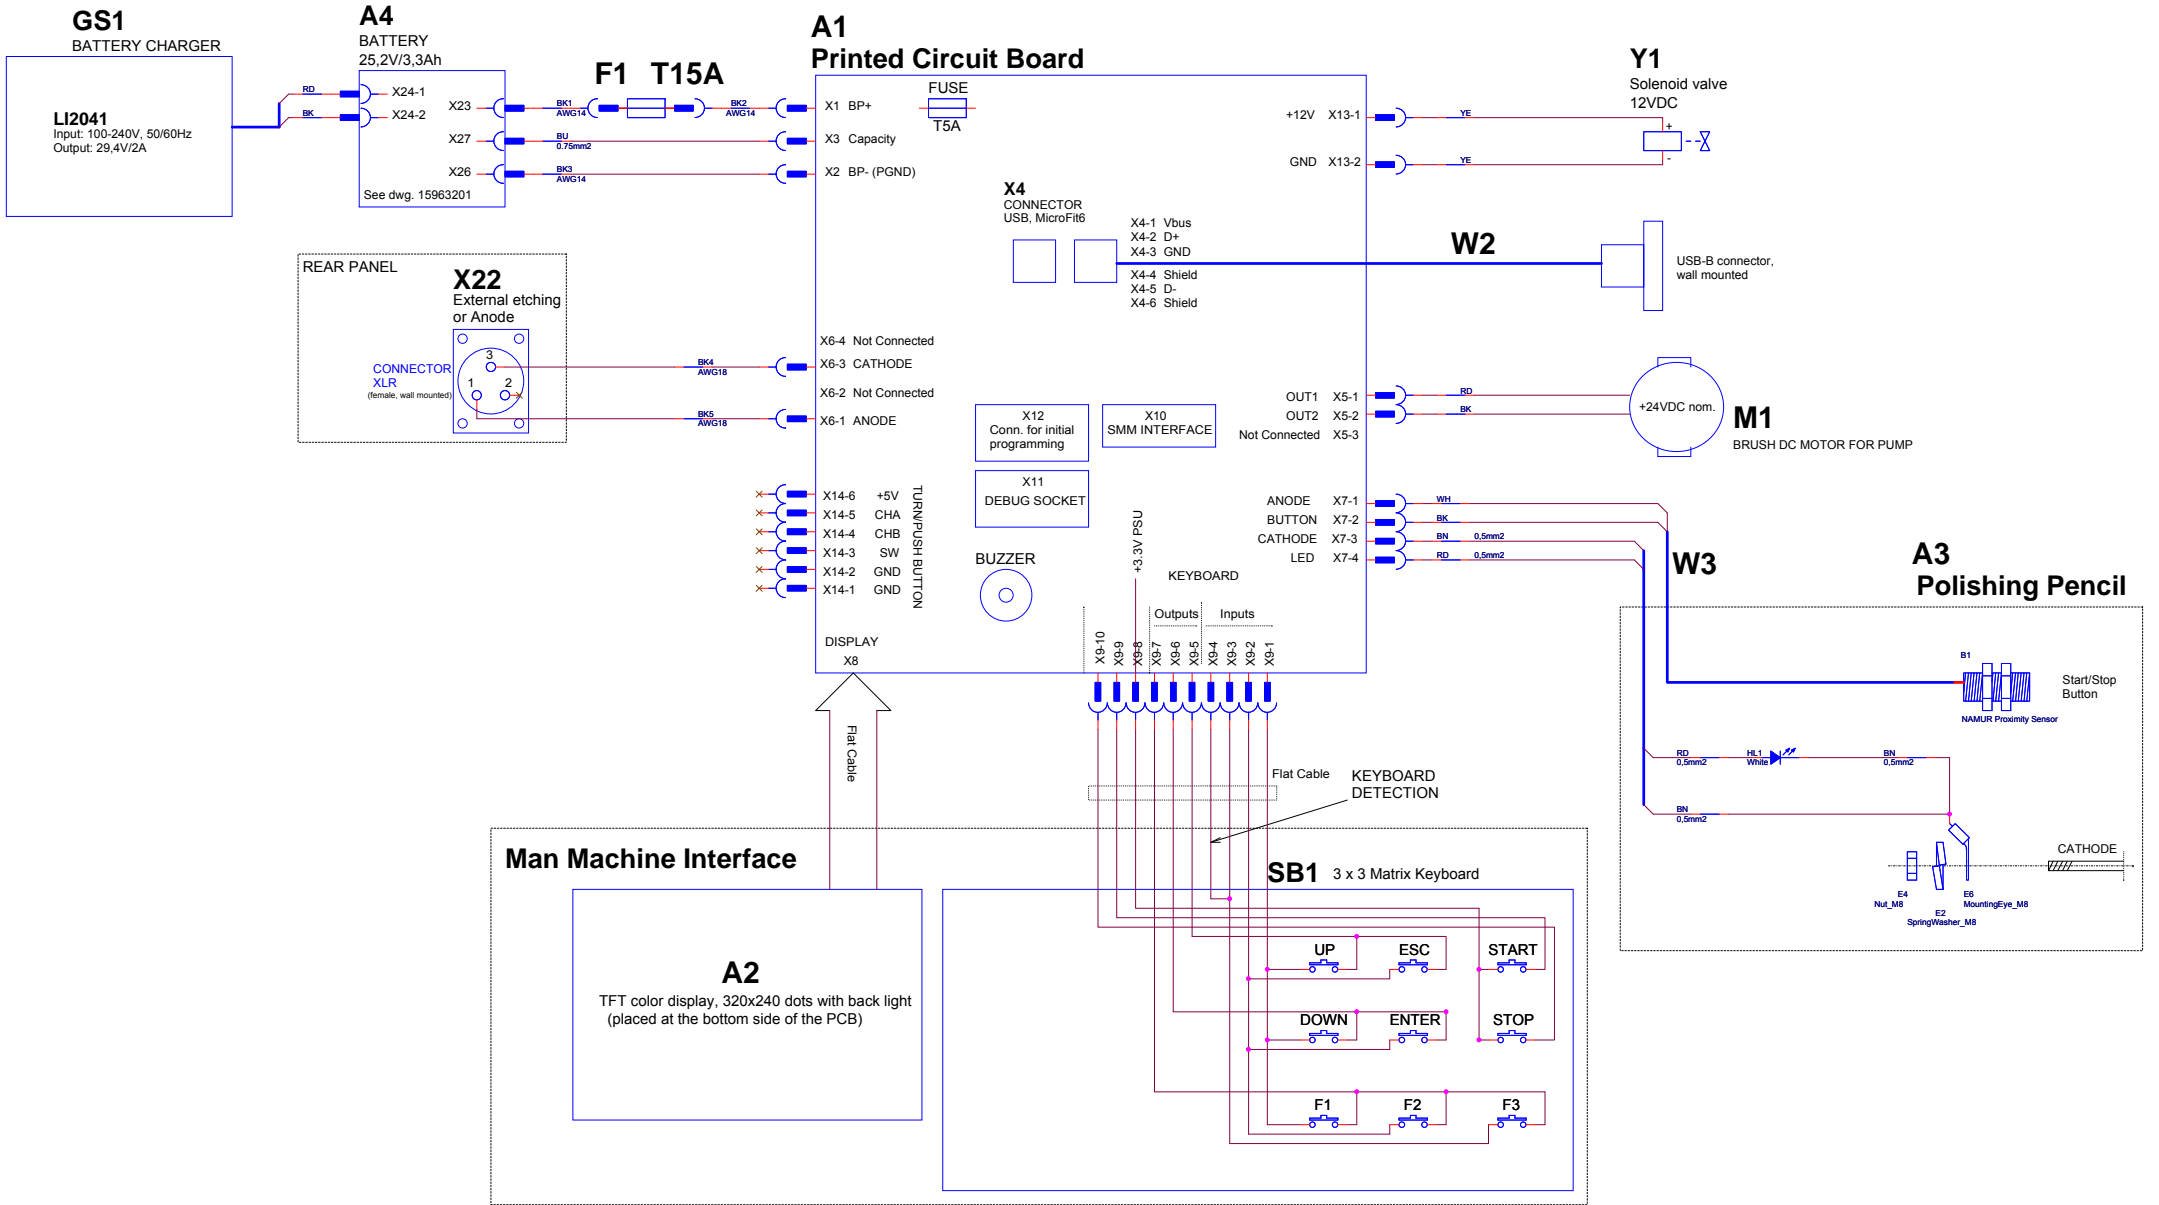 GS1
BATTERY CHARGER
LI2041
Input: 100-240V, 50/60Hz
Output: 29,4V/2A
RD
BK
A4
BATTERY
25,2V/3,3Ah
X24-1
X24-2
X23
X27
X26
See dwg. 15963201
F1 T15A
BK1
AWG14
BK2
AWG14
BU
0.75mm2
BK3
AWG14
A1
Printed Circuit Board
X1 BP+
X3 Capacity
X2 BP- (PGND)
FUSE
T5A
X4
CONNECTOR
USB, MicroFit6
X4-1 Vbus
X4-2 D+
X4-3 GND
X4-4 Shield
X4-5 D-
X4-6 Shield
+12V X13-1
GND X13-2
YE
YE
Y1
Solenoid valve
12VDC
+
-
W2
USB-B connector,
wall mounted
REAR PANEL
X22
External etching
or Anode
CONNECTOR
XLR
(female, wall mounted)
3
1
2
BK4
AWG18
BK5
AWG18
X6-4 Not Connected
X6-3 CATHODE
X6-2 Not Connected
X6-1 ANODE
X12
Conn. for initial
programming
X10
SMM INTERFACE
X11
DEBUG SOCKET
BUZZER
OUT1 X5-1
OUT2 X5-2
Not Connected X5-3
RD
BK
+24VDC nom.
M1
BRUSH DC MOTOR FOR PUMP
X14-6 +5V
X14-5 CHA
X14-4 CHB
X14-3 SW
X14-2 GND
X14-1 GND
TURN/PUSH BUTTON
ANODE X7-1
BUTTON X7-2
CATHODE X7-3
LED X7-4
WH
BK
BN 0,5mm2
RD 0,5mm2
W3
+3.3V PSU
KEYBOARD
Outputs
Inputs
X9-10
X9-9
X9-8
X9-7
X9-6
X9-5
X9-4
X9-3
X9-2
X9-1
DISPLAY
X8
Flat Cable
Flat Cable
KEYBOARD
DETECTION
A3
Polishing Pencil
B1
Start/Stop
Button
NAMUR Proximity Sensor
RD
0,5mm2
HL1
White
BN
0,5mm2
BN
0,5mm2
CATHODE
E4
Nut_M8
E2
SpringWasher_M8
E6
MountingEye_M8
Man Machine Interface
A2
TFT color display, 320x240 dots with back light
(placed at the bottom side of the PCB)
SB1 3 x 3 Matrix Keyboard
UP
ESC
START
DOWN
ENTER
STOP
F1
F2
F3